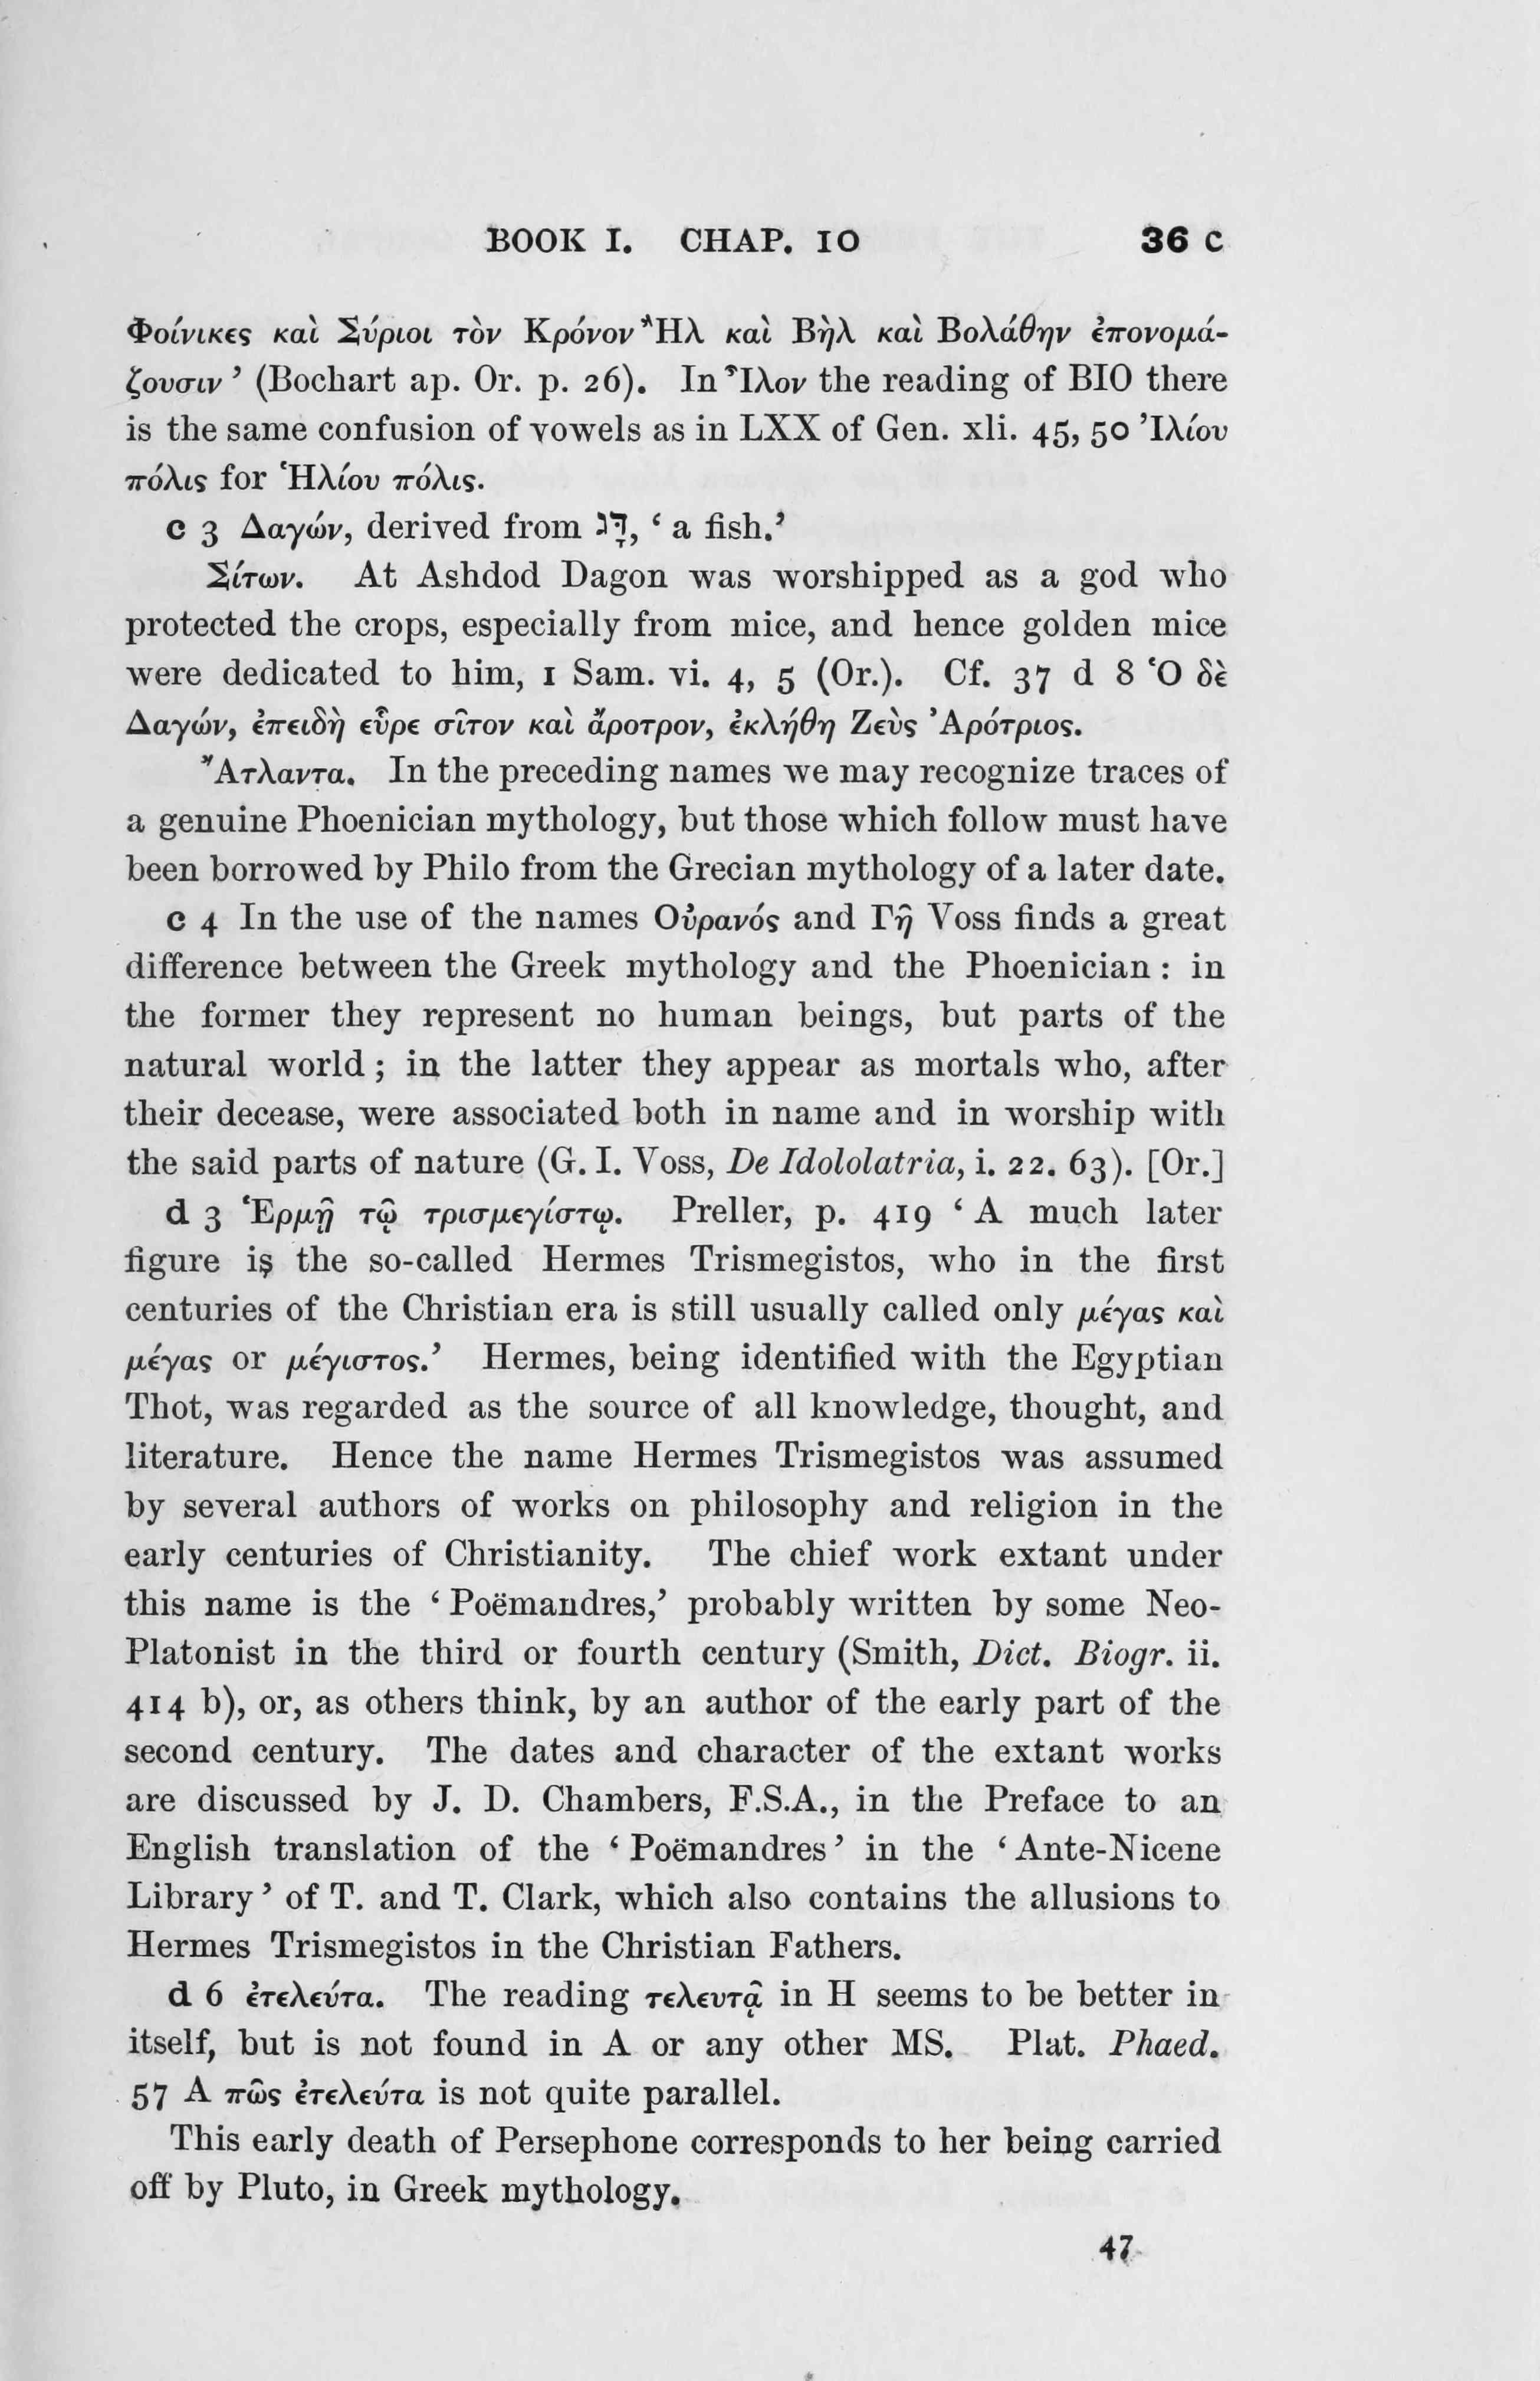 BOOK I. CHAP. 10 36 c
Φοίνικες καὶ Σύριοι τὸν Κρόνον Ἢλ καὶ Βὴλ καὶ Βολάθην ἐπονομά-
ζουσιν ’ (Bochart ap. Or. p. 26). In Ἶλον the reading of BIO there
is the same confusion of vowels as in LXX of Gen. xli. 45, 50 Ἰλίου
πόλις for Ἡλίου πόλις.
c 3 Δαγών, derived from דָּג, ‘ a fish.’
Σίτων. At Ashdod Dagon was worshipped as a god who
protected the crops, especially from mice, and hence golden mice
were dedicated to him, 1 Sam. vi. 4, 5 (Or.). Cf. 37 d 8 Ὁ δὲ
Δαγών, ἐπειδὴ εὗρε σῖτον καὶ ἄροτρον, ἐκλήθη Ζεὺς Ἀρότριος.
Ἄτλαντα. In the preceding names we may recognize traces of
a genuine Phoenician mythology, but those which follow must have
been borrowed by Philo from the Grecian mythology of a later date.
c 4 In the use of the names Οὐρανός and Γῆ Voss finds a great
difference between the Greek mythology and the Phoenician : in
the former they represent no human beings, but parts of the
natural world ; in the latter they appear as mortals who, after
their decease, were associated both in name and in worship with
the said parts of nature (G. I. Voss, De Idololatria, i. 22. 63). [Or.]
d 3 Ἑρμῇ τῷ τρισμεγίστῳ. Preller, p. 419 ‘ A much later
figure is the so-called Hermes Trismegistos, who in the first
centuries of the Christian era is still usually called only μέγας καὶ
μέγας or μέγιστος.’ Hermes, being identified with the Egyptian
Thot, was regarded as the source of all knowledge, thought, and
literature. Hence the name Hermes Trismegistos was assumed
by several authors of works on philosophy and religion in the
early centuries of Christianity. The chief work extant under
this name is the ‘ Poëmandres,’ probably written by some Neo-
Platonist in the third or fourth century (Smith, Dict. Biogr. ii.
414 b), or, as others think, by an author of the early part of the
second century. The dates and character of the extant works
are discussed by J. D. Chambers, F.S.A., in the Preface to an
English translation of the ‘ Poëmandres ’ in the ‘ Ante-Nicene
Library ’ of T. and T. Clark, which also contains the allusions to
Hermes Trismegistos in the Christian Fathers.
d 6 ἐτελεύτα. The reading τελευτᾷ in H seems to be better in
itself, but is not found in A or any other MS. Plat. Phaed.
57 A πῶς ἐτελεύτα is not quite parallel.
This early death of Persephone corresponds to her being carried
off by Pluto, in Greek mythology.
47